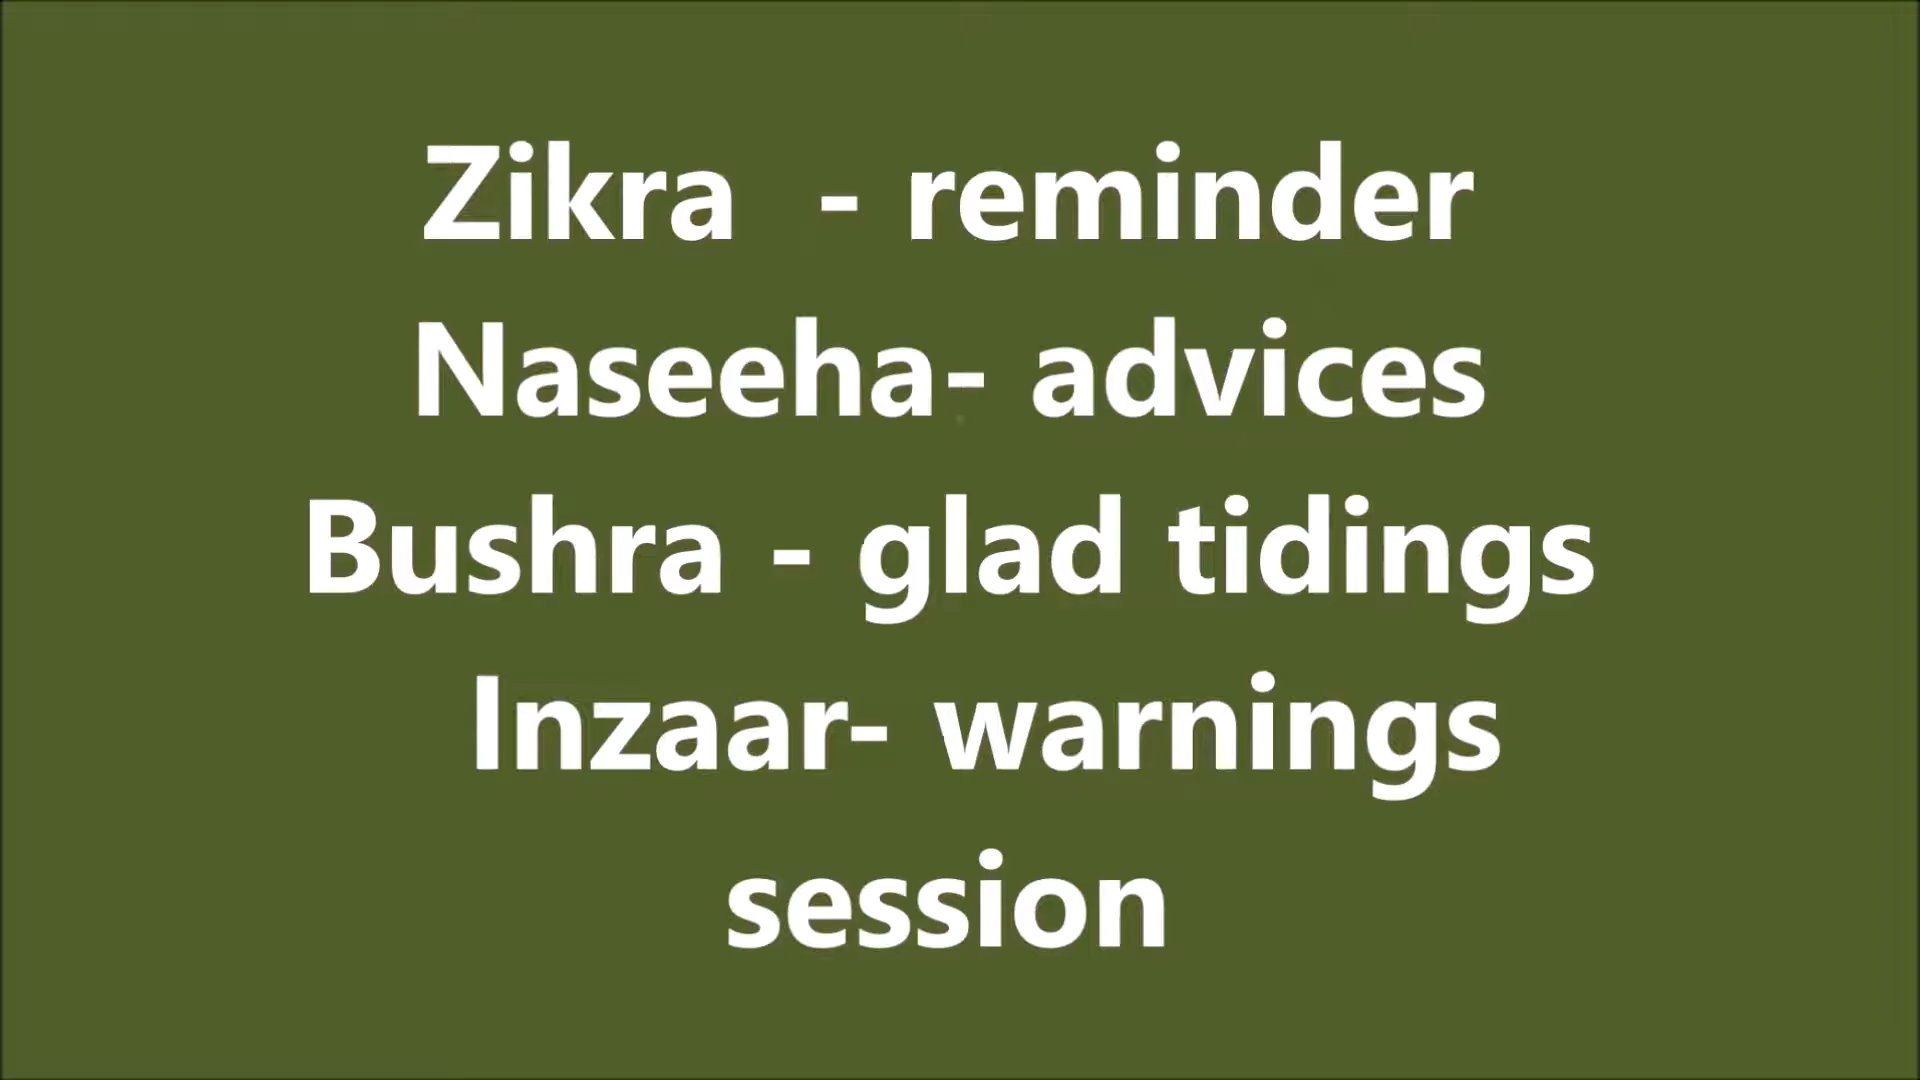 Zikra  - reminder
Naseeha- advices
Bushra - glad tidings
Inzaar- warnings
session